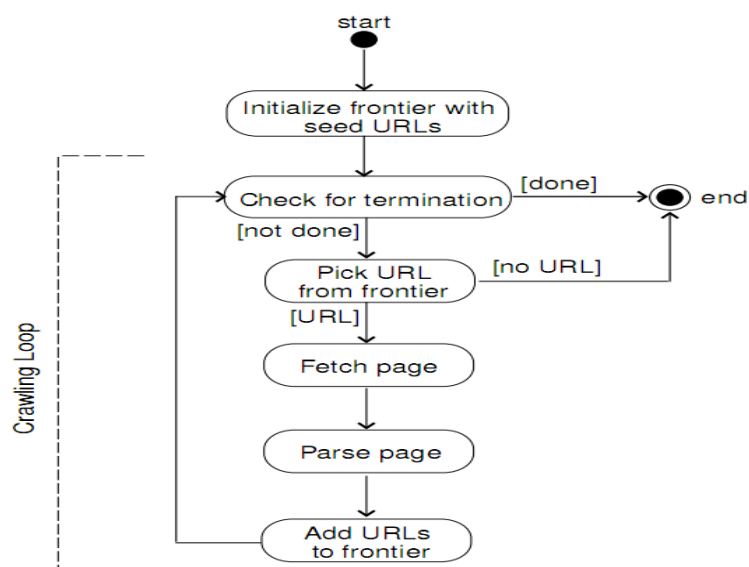 start
Initialize frontier with
seed URLs
Check for termination
[done]
end
[not done]
Pick URL
from frontier
[no URL]
[URL]
Fetch page
Parse page
Add URLs
to frontier
Crawling Loop